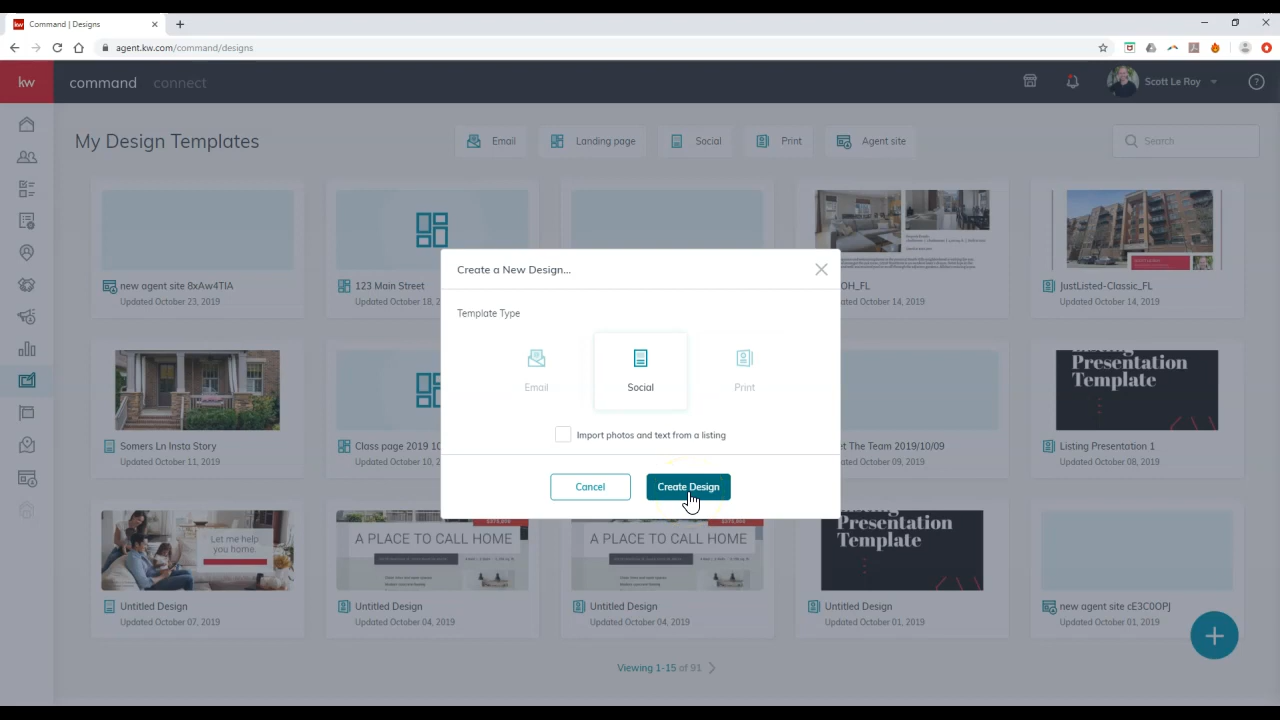 Command | Designs
agent.kw.com/command/designs
kw
command
connect
Scott Le Roy
My Design Templates
Email
Landing page
Social
Print
Agent site
Search
new agent site 8xAw4TIA
Updated October 23, 2019
123 Main Street
Updated October 18, 2
OH_FL
October 14, 2019
JustListed-Classic_FL
Updated October 14, 2019
Create a New Design...
Template Type
Email
Social
Print
Import photos and text from a listing
Cancel
Create Design
Somers Ln Insta Story
Updated October 11, 2019
Class page 2019 10
Updated October 10, 2
et The Team 2019/10/09
October 09, 2019
Presentation
Template
Listing Presentation 1
Updated October 08, 2019
Let me help
you home.
Untitled Design
Updated October 07, 2019
A PLACE TO CALL HOME
Untitled Design
Updated October 04, 2019
A PLACE TO CALL HOME
Untitled Design
Updated October 04, 2019
Presentation
Template
Untitled Design
Updated October 01, 2019
new agent site cE3C0OPJ
Updated October 01, 2019
Viewing 1-15 of 91